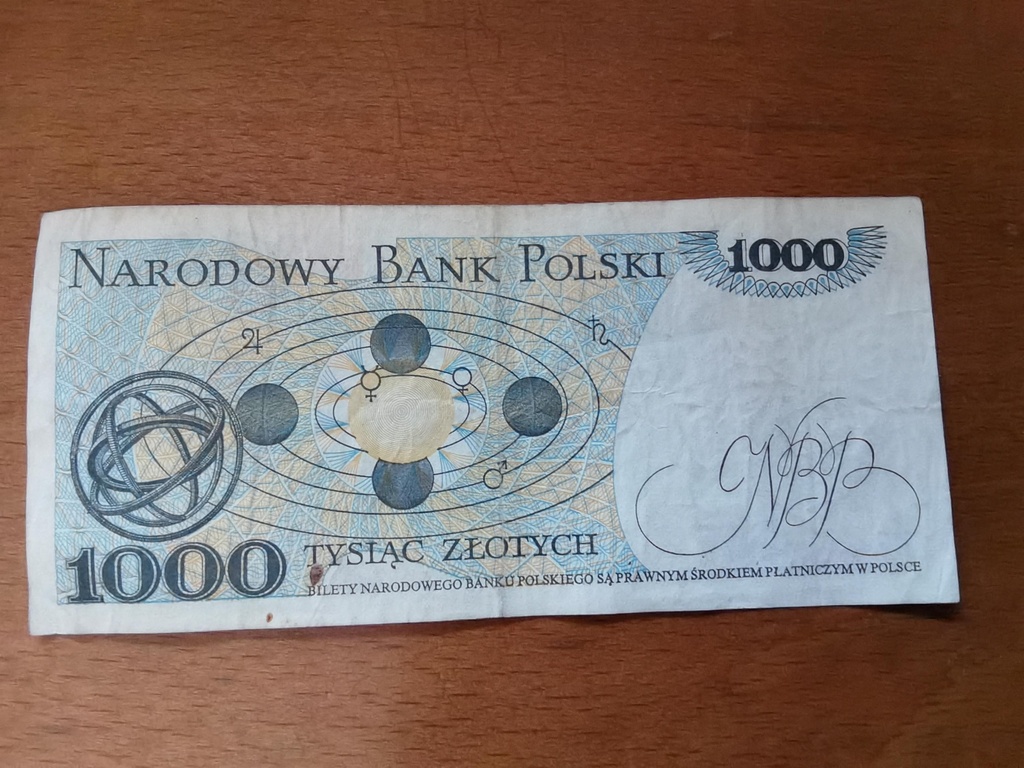 NARODOWY BANK POLSKI
1000
♃
♄
☿
♀
♂
NBP
1000
TYSIĄC ZŁOTYCH
BILETY NARODOWEGO BANKU POLSKIEGO SĄ PRAWNYM ŚRODKIEM PŁATNICZYM W POLSCE